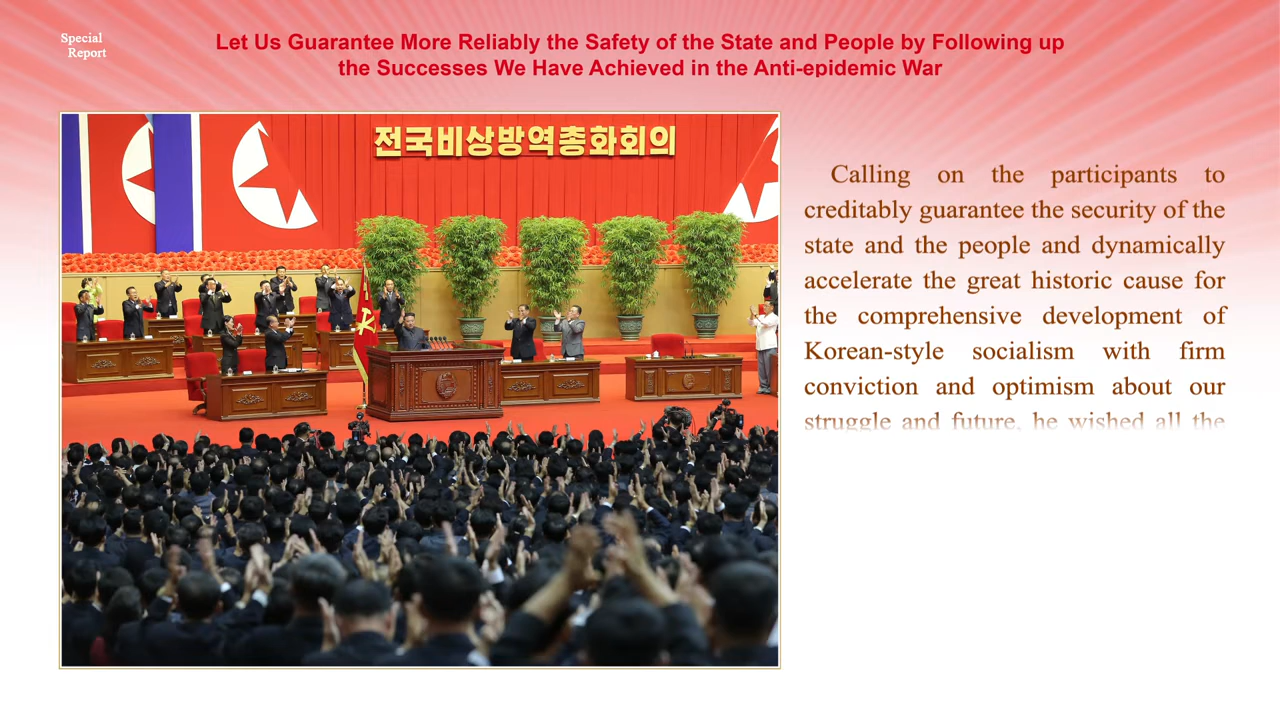 Special
Report
Let Us Guarantee More Reliably the Safety of the State and People by Following up
the Successes We Have Achieved in the Anti-epidemic War
전국비상방역총화회의
Calling on the participants to
creditably guarantee the security of the
state and the people and dynamically
accelerate the great historic cause for
the comprehensive development of
Korean-style socialism with firm
conviction and optimism about our
struggle and future, he wished all the